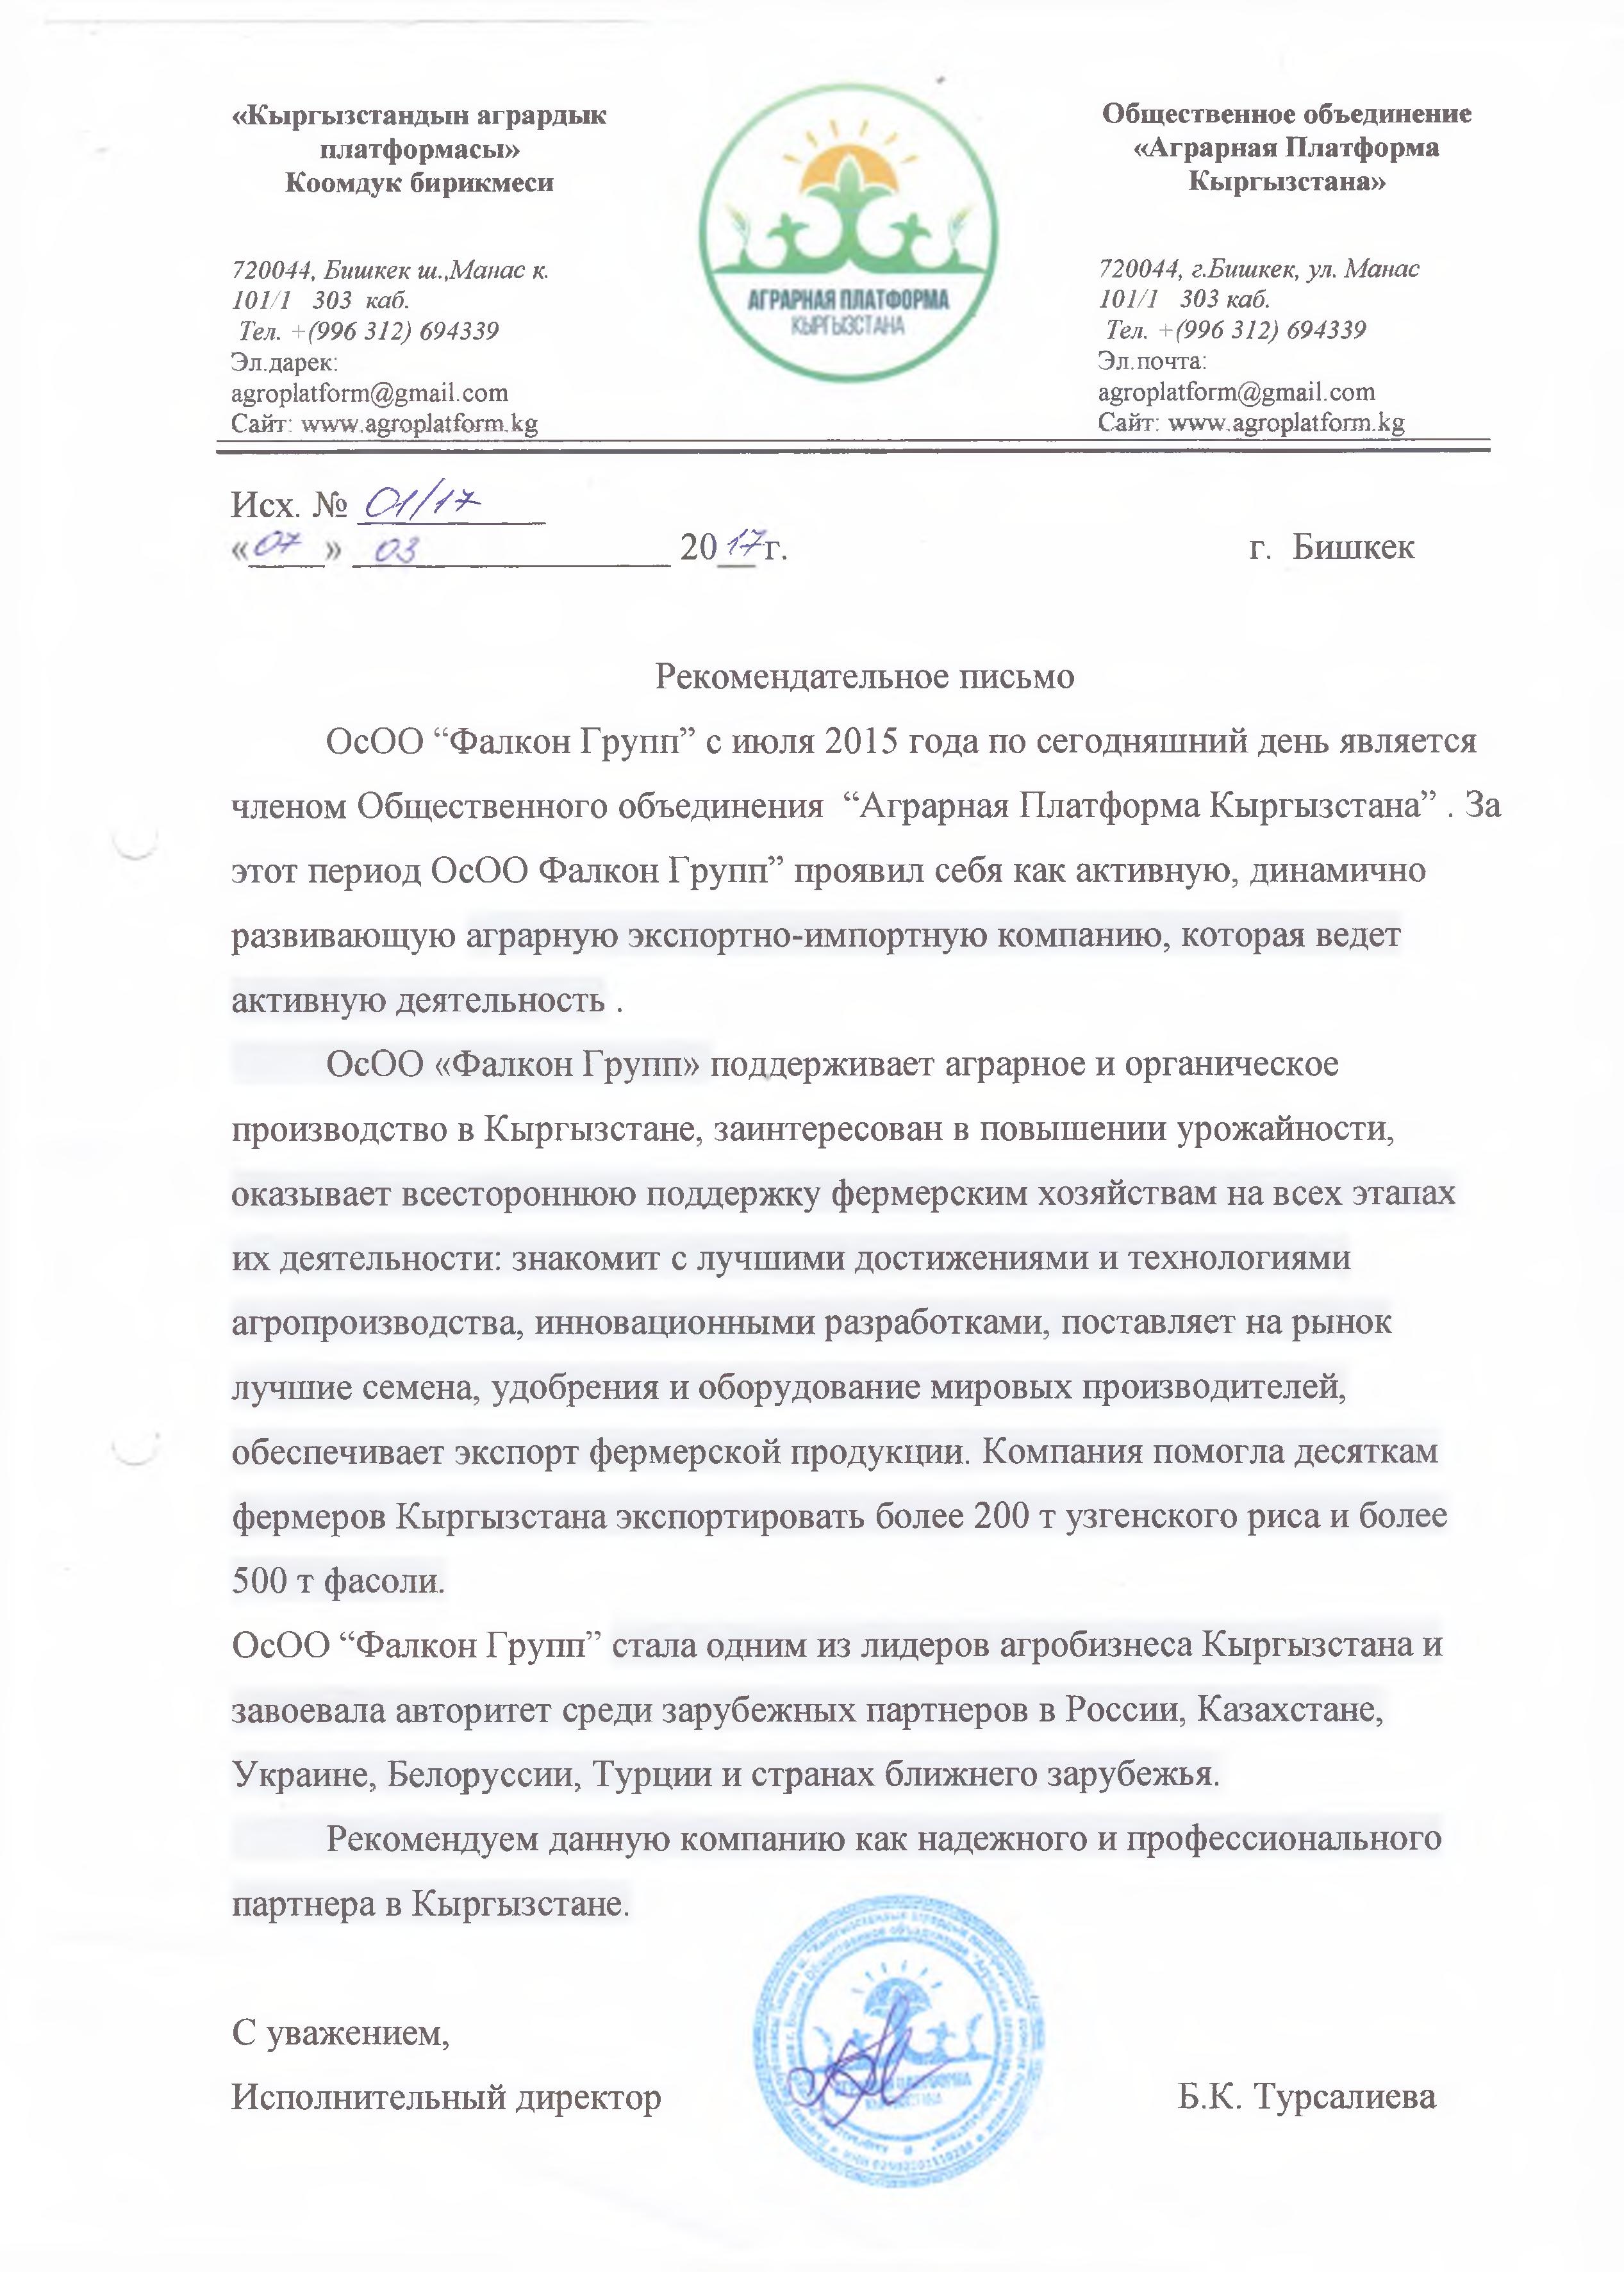 «Кыргызстандын агрардык
платформасы»
Коомдук бирикмеси
720044, Бишкек ш.,Манас к.
101/1 303 каб.
Тел. +(996 312) 694339
Эл.дарек:
agroplatform@gmail.com
Сайт: www.agroplatform.kg
АГРАРНАЯ ПЛАТФОРМА
КЫРГЫЗСТАНА
Общественное объединение
«Аграрная Платформа
Кыргызстана»
720044, г.Бишкек, ул. Манас
101/1 303 каб.
Тел. +(996 312) 694339
Эл.почта:
agroplatform@gmail.com
Сайт: www.agroplatform.kg
Исх. № 01/17
«07» 03 2017г. г. Бишкек
Рекомендательное письмо
ОсОО “Фалкон Групп” с июля 2015 года по сегодняшний день является
членом Общественного объединения “Аграрная Платформа Кыргызстана” . За
этот период ОсОО Фалкон Групп” проявил себя как активную, динамично
развивающую аграрную экспортно-импортную компанию, которая ведет
активную деятельность .
ОсОО «Фалкон Групп» поддерживает аграрное и органическое
производство в Кыргызстане, заинтересован в повышении урожайности,
оказывает всестороннюю поддержку фермерским хозяйствам на всех этапах
их деятельности: знакомит с лучшими достижениями и технологиями
агропроизводства, инновационными разработками, поставляет на рынок
лучшие семена, удобрения и оборудование мировых производителей,
обеспечивает экспорт фермерской продукции. Компания помогла десяткам
фермеров Кыргызстана экспортировать более 200 т узгенского риса и более
500 т фасоли.
ОсОО “Фалкон Групп” стала одним из лидеров агробизнеса Кыргызстана и
завоевала авторитет среди зарубежных партнеров в России, Казахстане,
Украине, Белоруссии, Турции и странах ближнего зарубежья.
Рекомендуем данную компанию как надежного и профессионального
партнера в Кыргызстане.
С уважением,
Исполнительный директор Б.К. Турсалиева